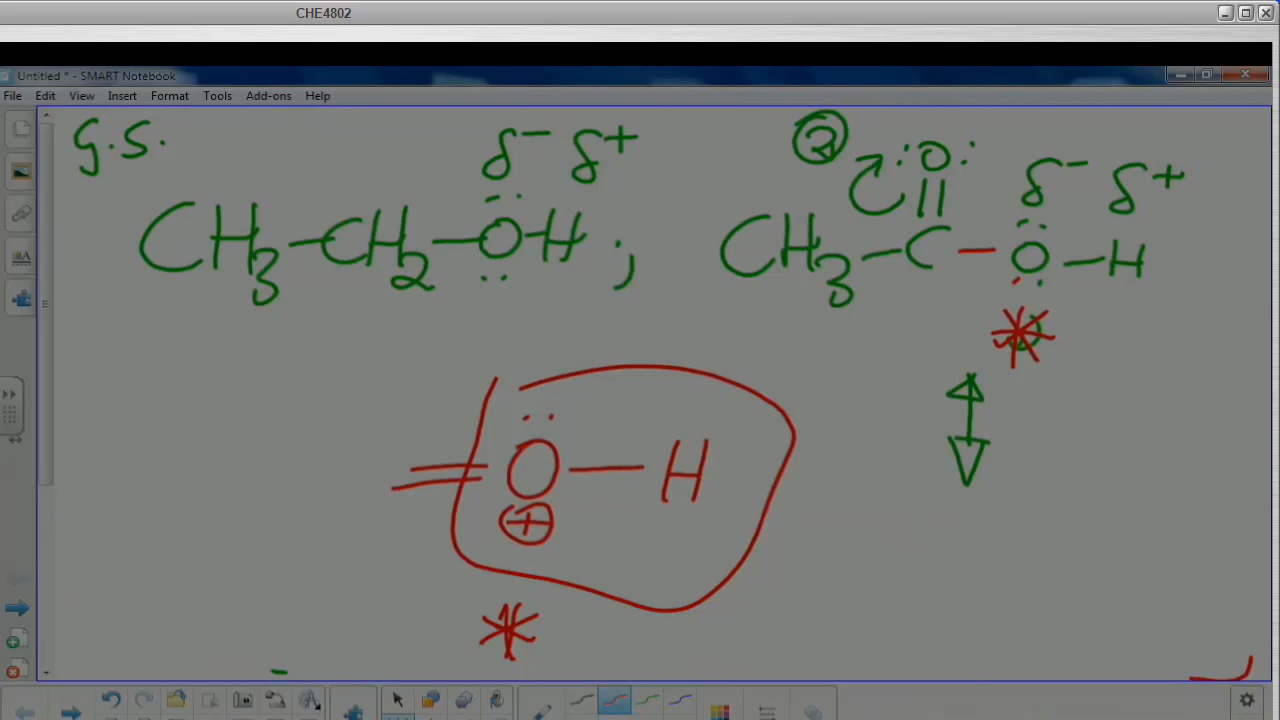 CHE4802
Untitled * - SMART Notebook
File Edit View Insert Format Tools Add-ons Help
G.S.
δ− δ+
CH3—CH2—OH ;
2
:O:
||
δ− δ+
CH3—C—O—H
*
=O—H
+
*